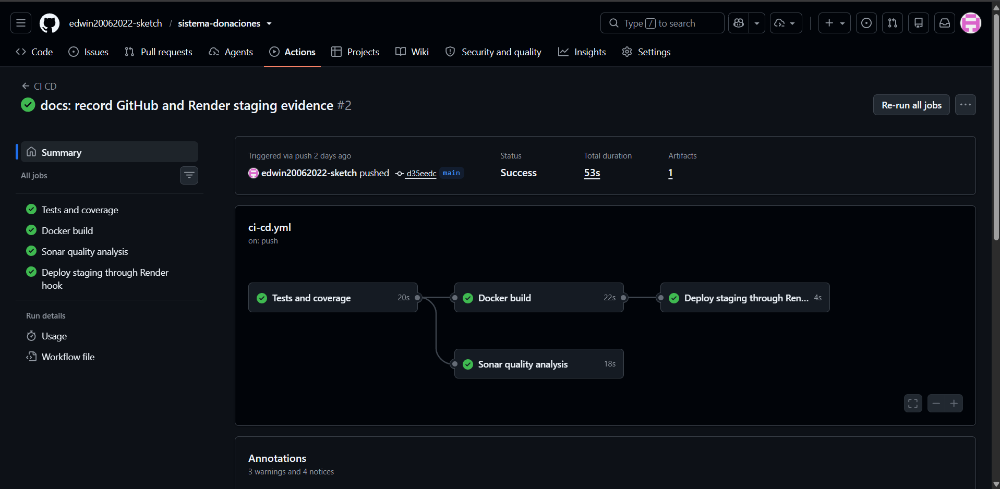 edwin20062022-sketch / sistema-donaciones
Type / to search
Code
Issues
Pull requests
Agents
Actions
Projects
Wiki
Security and quality
Insights
Settings
CI CD
docs: record GitHub and Render staging evidence #2
Re-run all jobs
Summary
All jobs
Tests and coverage
Docker build
Sonar quality analysis
Deploy staging through Render
hook
Run details
Usage
Workflow file
Triggered via push 2 days ago
edwin20062022-sketch pushed d35eedc main
Status
Success
Total duration
53s
Artifacts
1
ci-cd.yml
on: push
Tests and coverage 20s
Docker build 22s
Deploy staging through Ren... 4s
Sonar quality analysis 18s
Annotations
3 warnings and 4 notices